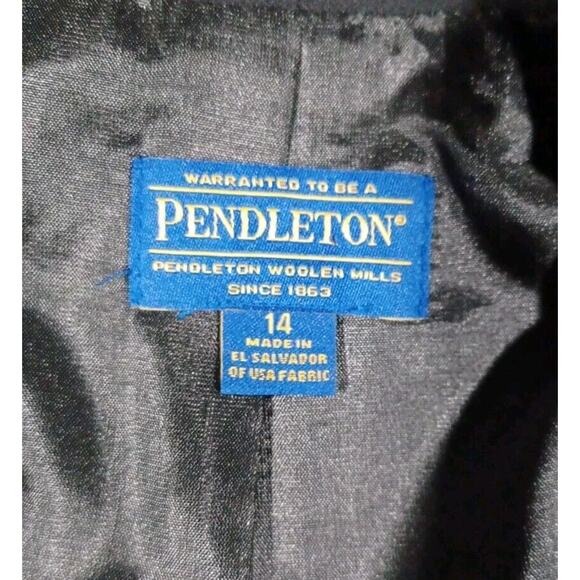 WARRANTED TO BE A
PENDLETON®
PENDLETON WOOLEN MILLS
SINCE 1863
14
MADE IN
EL SALVADOR
OF USA FABRIC